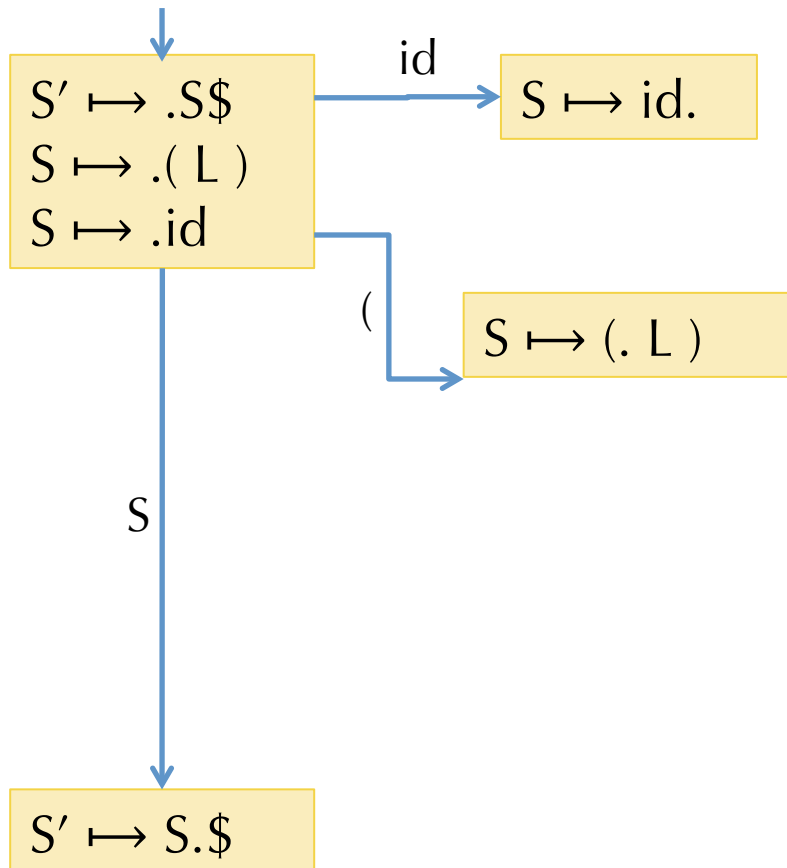 id
S′ ⟼ .S$
S ⟼ .( L )
S ⟼ .id
S ⟼ id.
(
S ⟼ (. L )
S
S′ ⟼ S.$